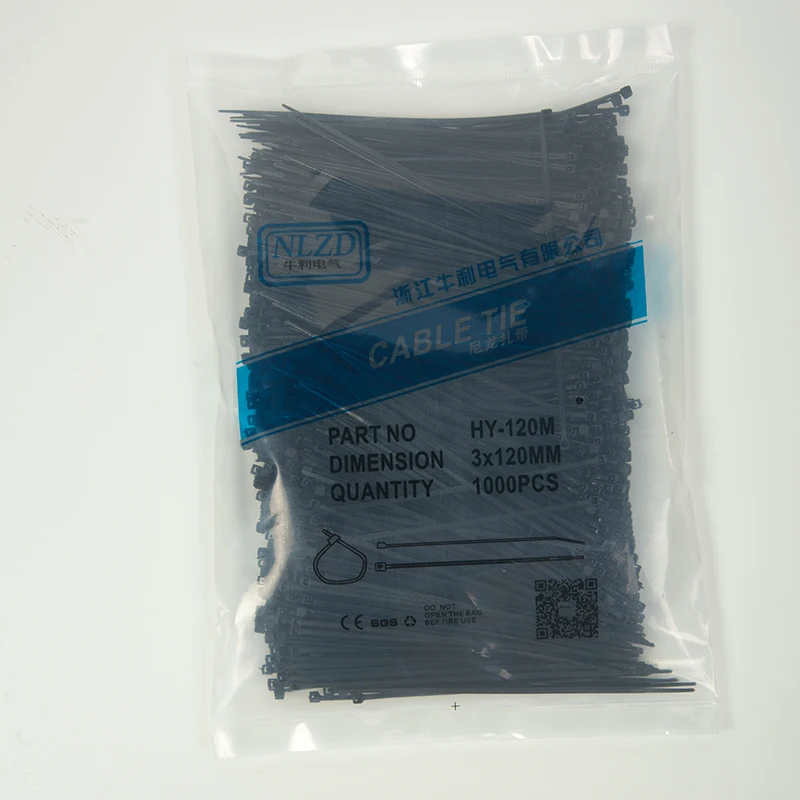 NLZD
牛利电气
浙江牛利电气有限公司
CABLE TIE
尼龙扎带
PART NO HY-120M
DIMENSION 3x120MM
QUANTITY 1000PCS
CE SGS
DO NOT
OPEN THE BAG
BEFORE USE